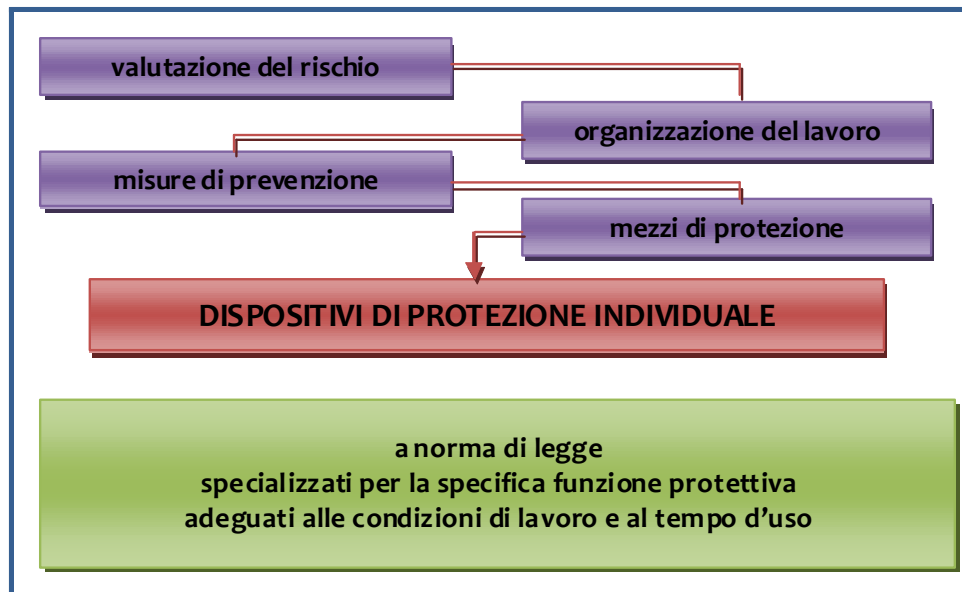 valutazione del rischio
organizzazione del lavoro
misure di prevenzione
mezzi di protezione
DISPOSITIVI DI PROTEZIONE INDIVIDUALE
a norma di legge
specializzati per la specifica funzione protettiva
adeguati alle condizioni di lavoro e al tempo d’uso